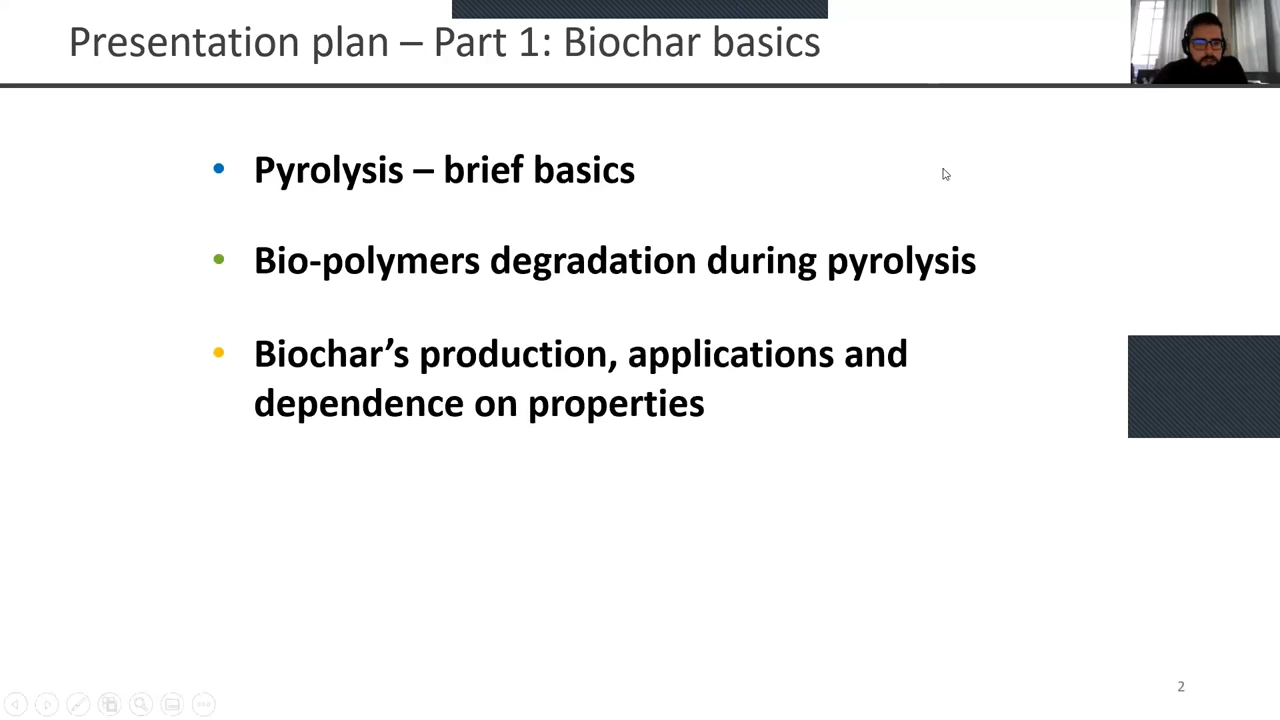 Presentation plan – Part 1: Biochar basics
• Pyrolysis – brief basics
• Bio-polymers degradation during pyrolysis
• Biochar’s production, applications and
dependence on properties
2